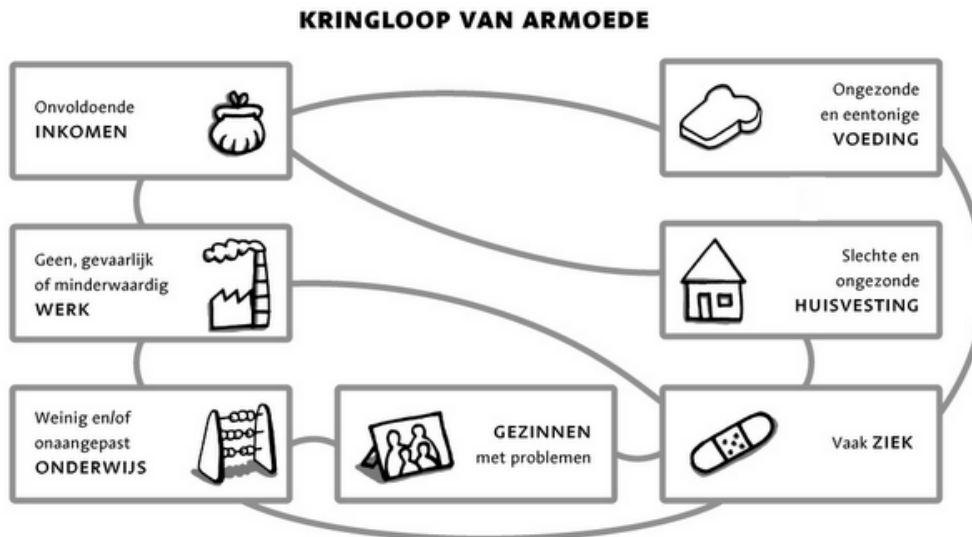 KRINGLOOP VAN ARMOEDE
Onvoldoende
INKOMEN
Ongezonde
en eentonige
VOEDING
Geen, gevaarlijk
of minderwaardig
WERK
Slechte en
ongezonde
HUISVESTING
Weinig en/of
onaangepast
ONDERWIJS
GEZINNEN
met problemen
Vaak ZIEK